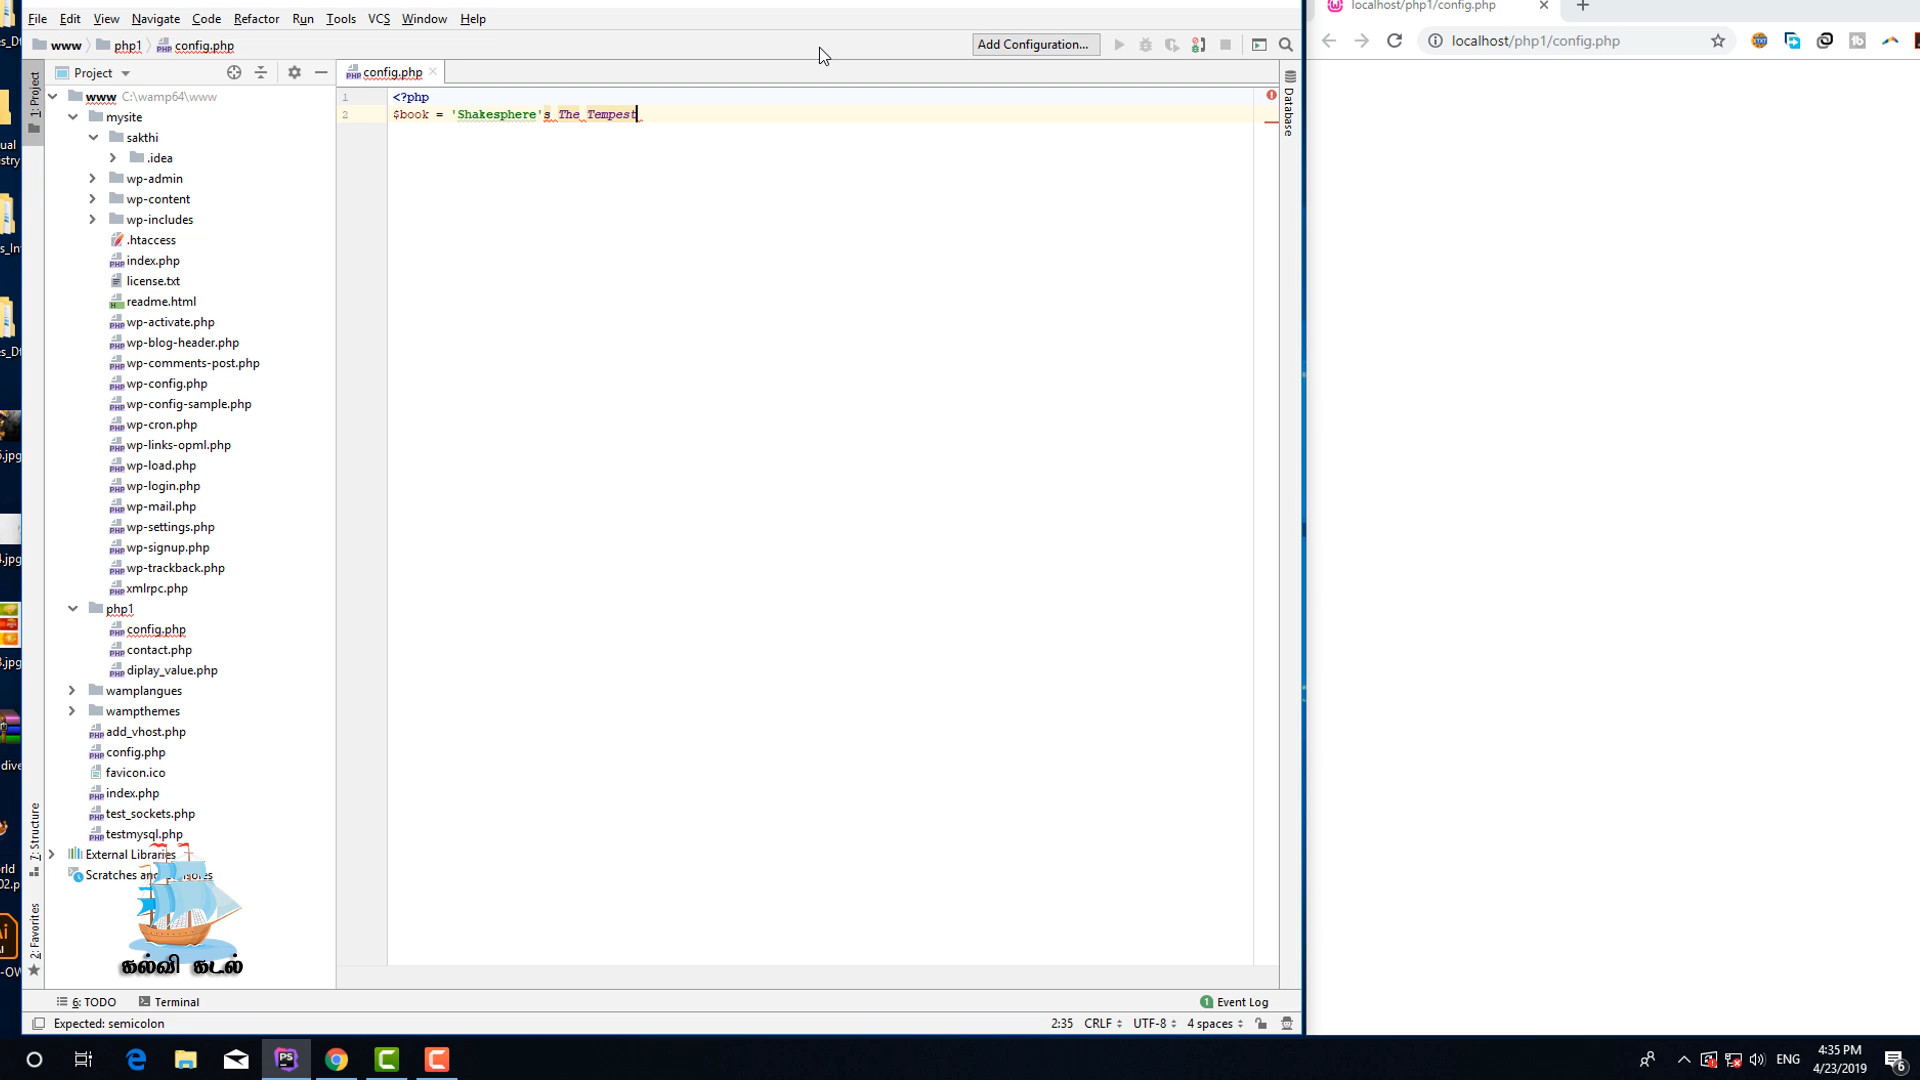 File Edit View Navigate Code Refactor Run Tools VCS Window Help
localhost/php1/config.php
www php1 config.php
Add Configuration...
localhost/php1/config.php
Project
config.php
1: Project
Database
www C:\wamp64\www
mysite
sakthi
.idea
wp-admin
wp-content
wp-includes
.htaccess
index.php
license.txt
readme.html
wp-activate.php
wp-blog-header.php
wp-comments-post.php
wp-config.php
wp-config-sample.php
wp-cron.php
wp-links-opml.php
wp-load.php
wp-login.php
wp-mail.php
wp-settings.php
wp-signup.php
wp-trackback.php
xmlrpc.php
php1
config.php
contact.php
diplay_value.php
wamplangues
wampthemes
add_vhost.php
config.php
favicon.ico
index.php
test_sockets.php
testmysql.php
External Libraries
Scratches and
1 <?php
2 $book = 'Shakesphere's The Tempest
7: Structure
2: Favorites
கல்வி கடல்
6: TODO Terminal
1 Event Log
Expected: semicolon
2:35 CRLF UTF-8 4 spaces
ENG
4:35 PM
4/23/2019
6